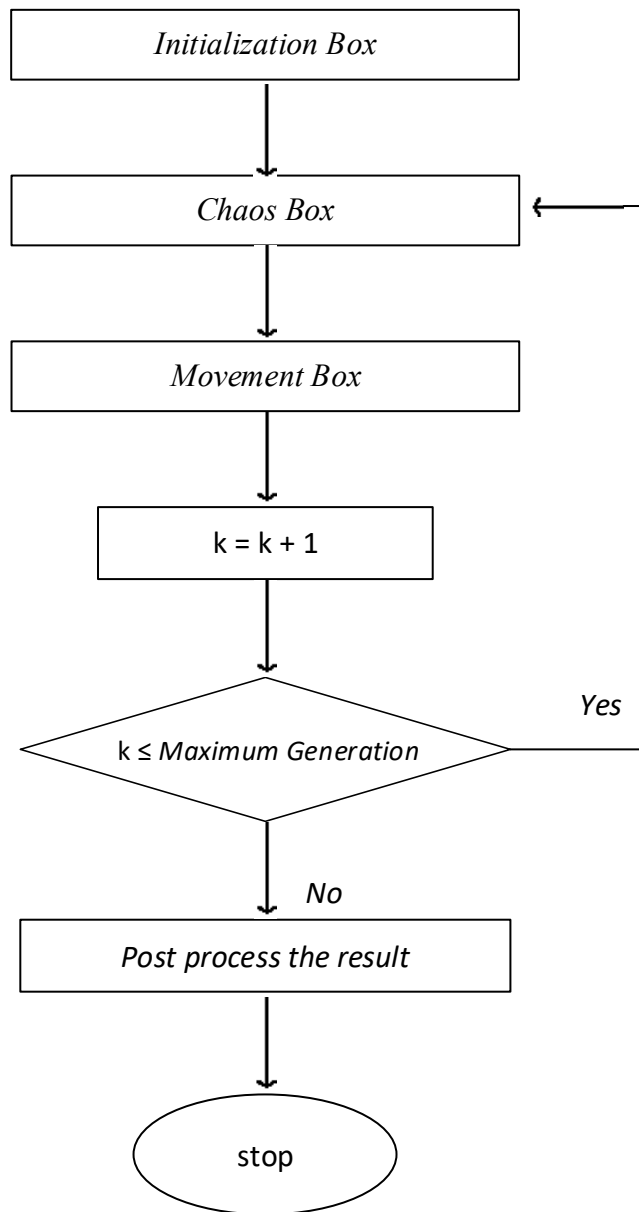 Initialization Box
Chaos Box
Movement Box
k = k + 1
Yes
k ≤ Maximum Generation
No
Post process the result
stop